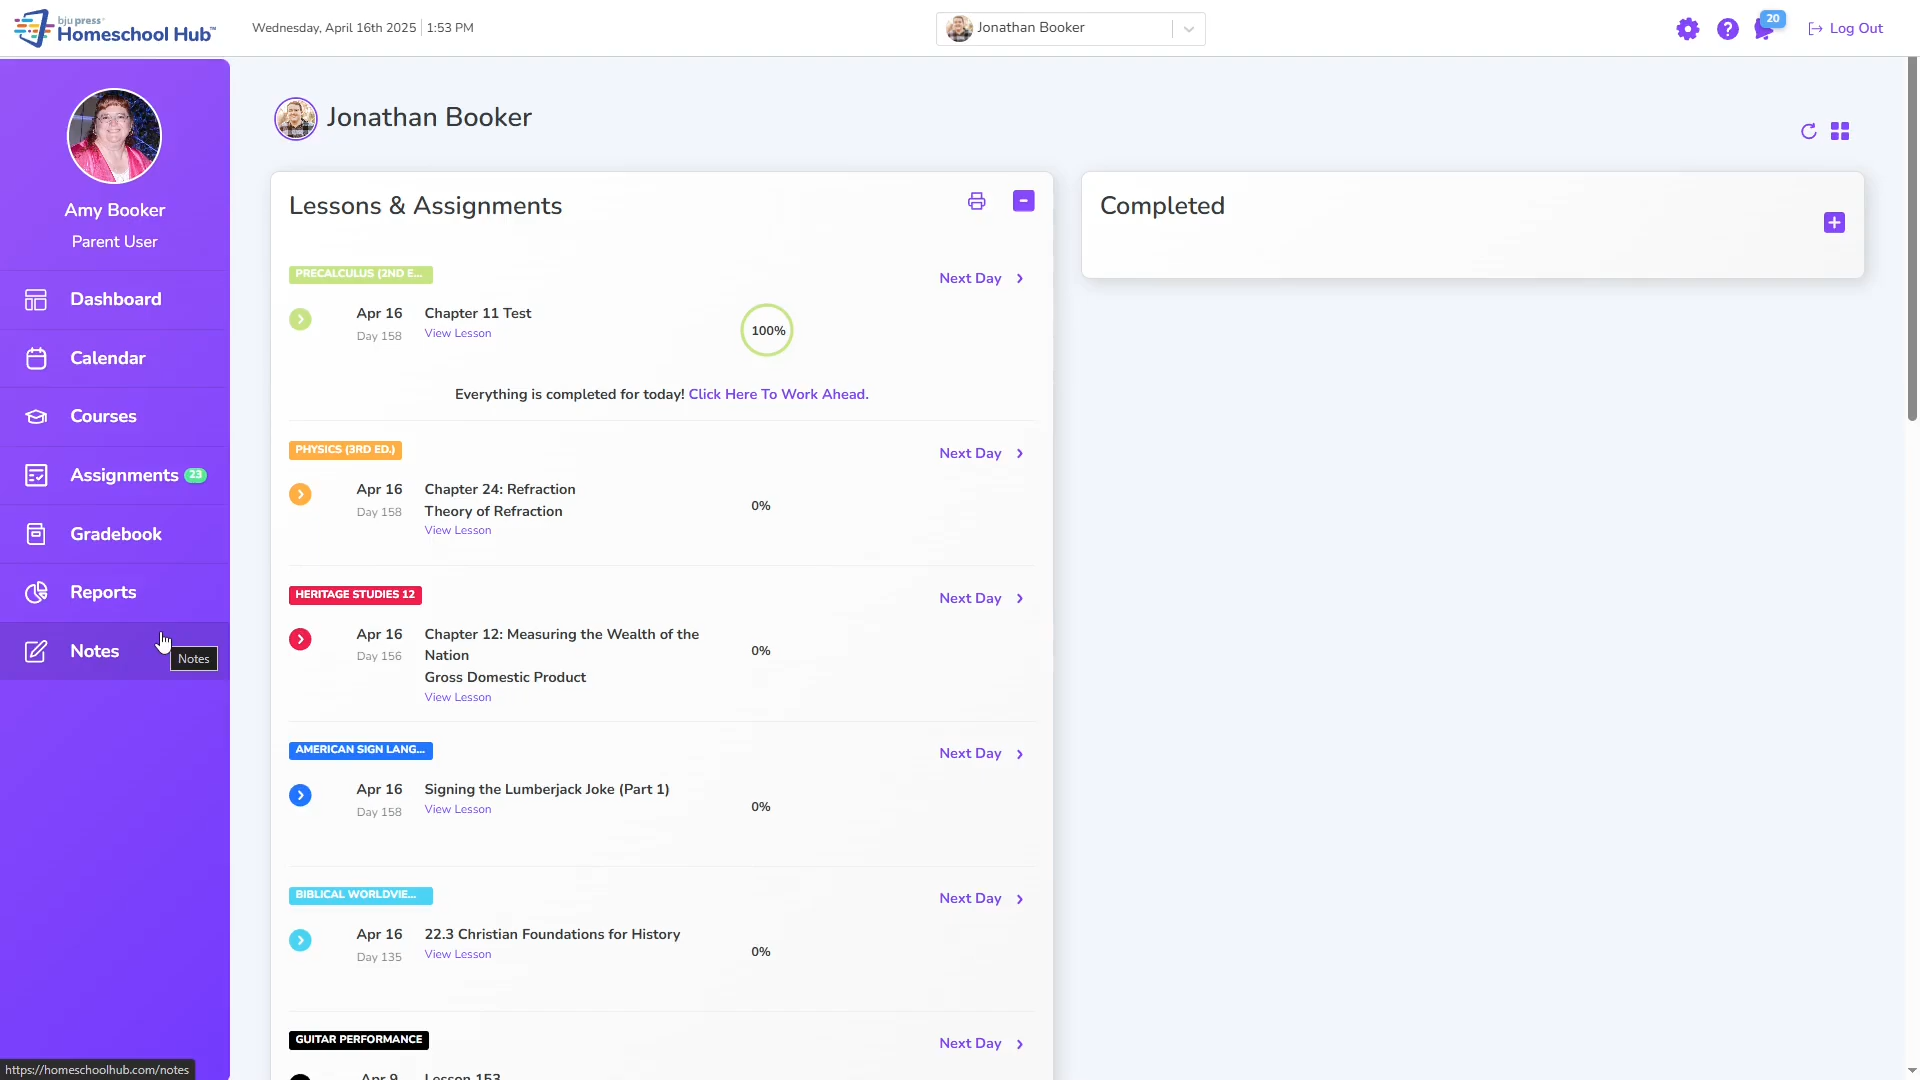 bju press
Homeschool Hub™
Wednesday, April 16th 2025 | 1:53 PM
Jonathan Booker
20
Log Out
Amy Booker
Parent User
Dashboard
Calendar
Courses
Assignments 23
Gradebook
Reports
Notes
Notes
https://homeschoolhub.com/notes
Jonathan Booker
Lessons & Assignments
PRECALCULUS (2ND E...
Next Day
Apr 16
Chapter 11 Test
Day 158
View Lesson
100%
Everything is completed for today! Click Here To Work Ahead.
PHYSICS (3RD ED.)
Next Day
Apr 16
Chapter 24: Refraction
Day 158
Theory of Refraction
View Lesson
0%
HERITAGE STUDIES 12
Next Day
Apr 16
Chapter 12: Measuring the Wealth of the
Day 156
Nation
Gross Domestic Product
View Lesson
0%
AMERICAN SIGN LANG...
Next Day
Apr 16
Signing the Lumberjack Joke (Part 1)
Day 158
View Lesson
0%
BIBLICAL WORLDVIE...
Next Day
Apr 16
22.3 Christian Foundations for History
Day 135
View Lesson
0%
GUITAR PERFORMANCE
Next Day
Apr 9
Lesson 153
Completed